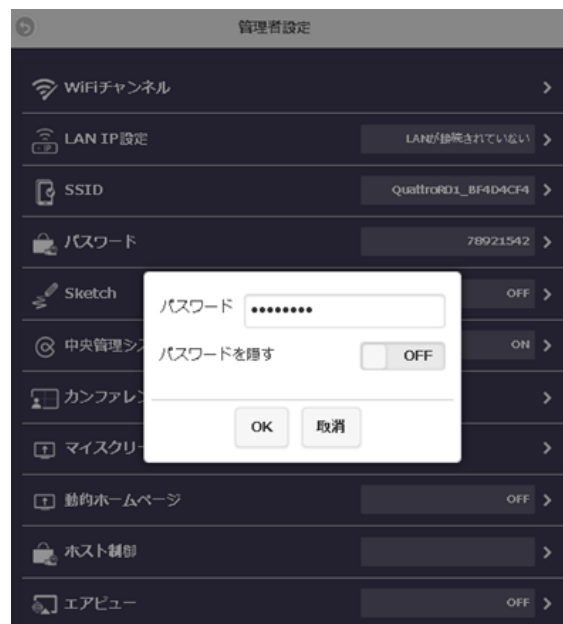 管理者設定
WiFiチャンネル
LAN IP設定 LANが接続されていない
SSID QuattroRD1_BF4D4CF4
パスワード 78921542
Sketch OFF
中央管理シス ON
カンファレン
マイスクリー
動的ホームページ OFF
ホスト制御
エアビュー OFF
パスワード ••••••••
パスワードを隠す OFF
OK 取消